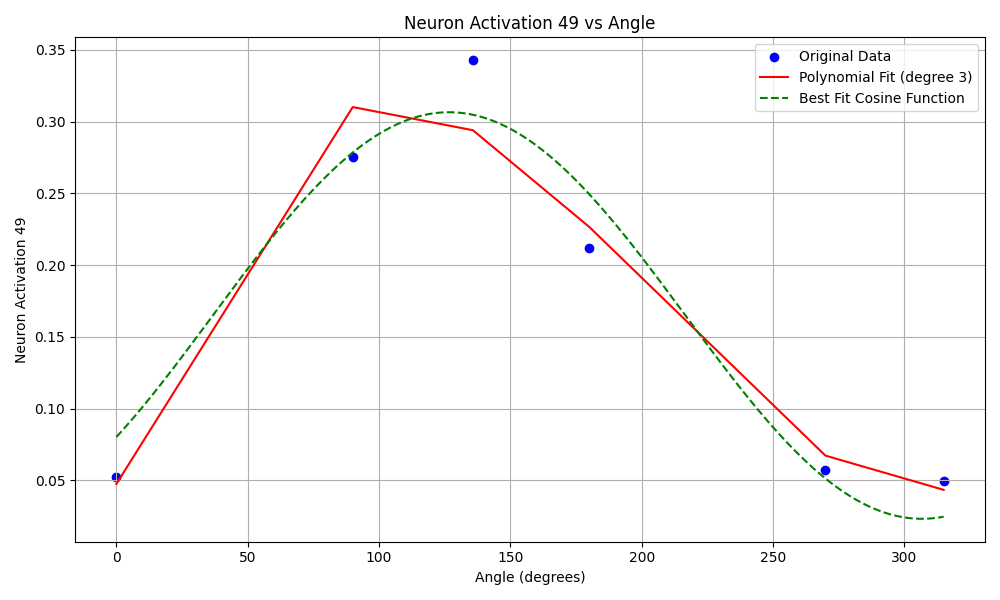 Neuron Activation 49 vs Angle
Original Data
Polynomial Fit (degree 3)
Best Fit Cosine Function
Neuron Activation 49
0.35
0.30
0.25
0.20
0.15
0.10
0.05
0 50 100 150 200 250 300
Angle (degrees)